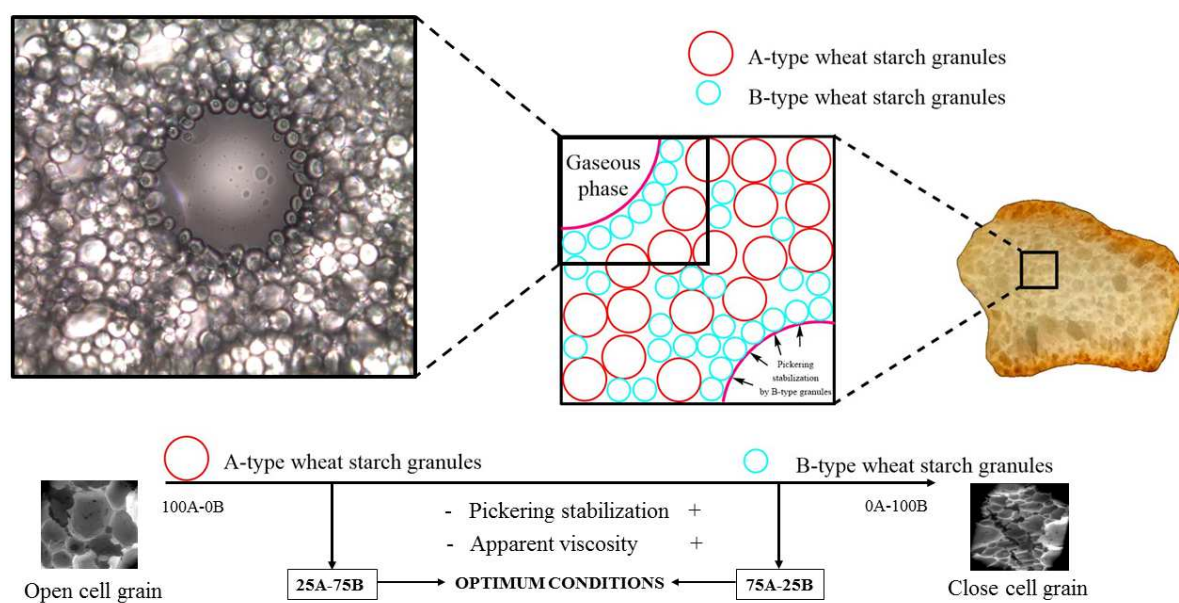 A-type wheat starch granules
B-type wheat starch granules
Gaseous
phase
Pickering
stabilization
by B-type granules
A-type wheat starch granules
B-type wheat starch granules
100A-0B
0A-100B
- Pickering stabilization +
- Apparent viscosity +
Open cell grain
25A-75B
OPTIMUM CONDITIONS
75A-25B
Close cell grain